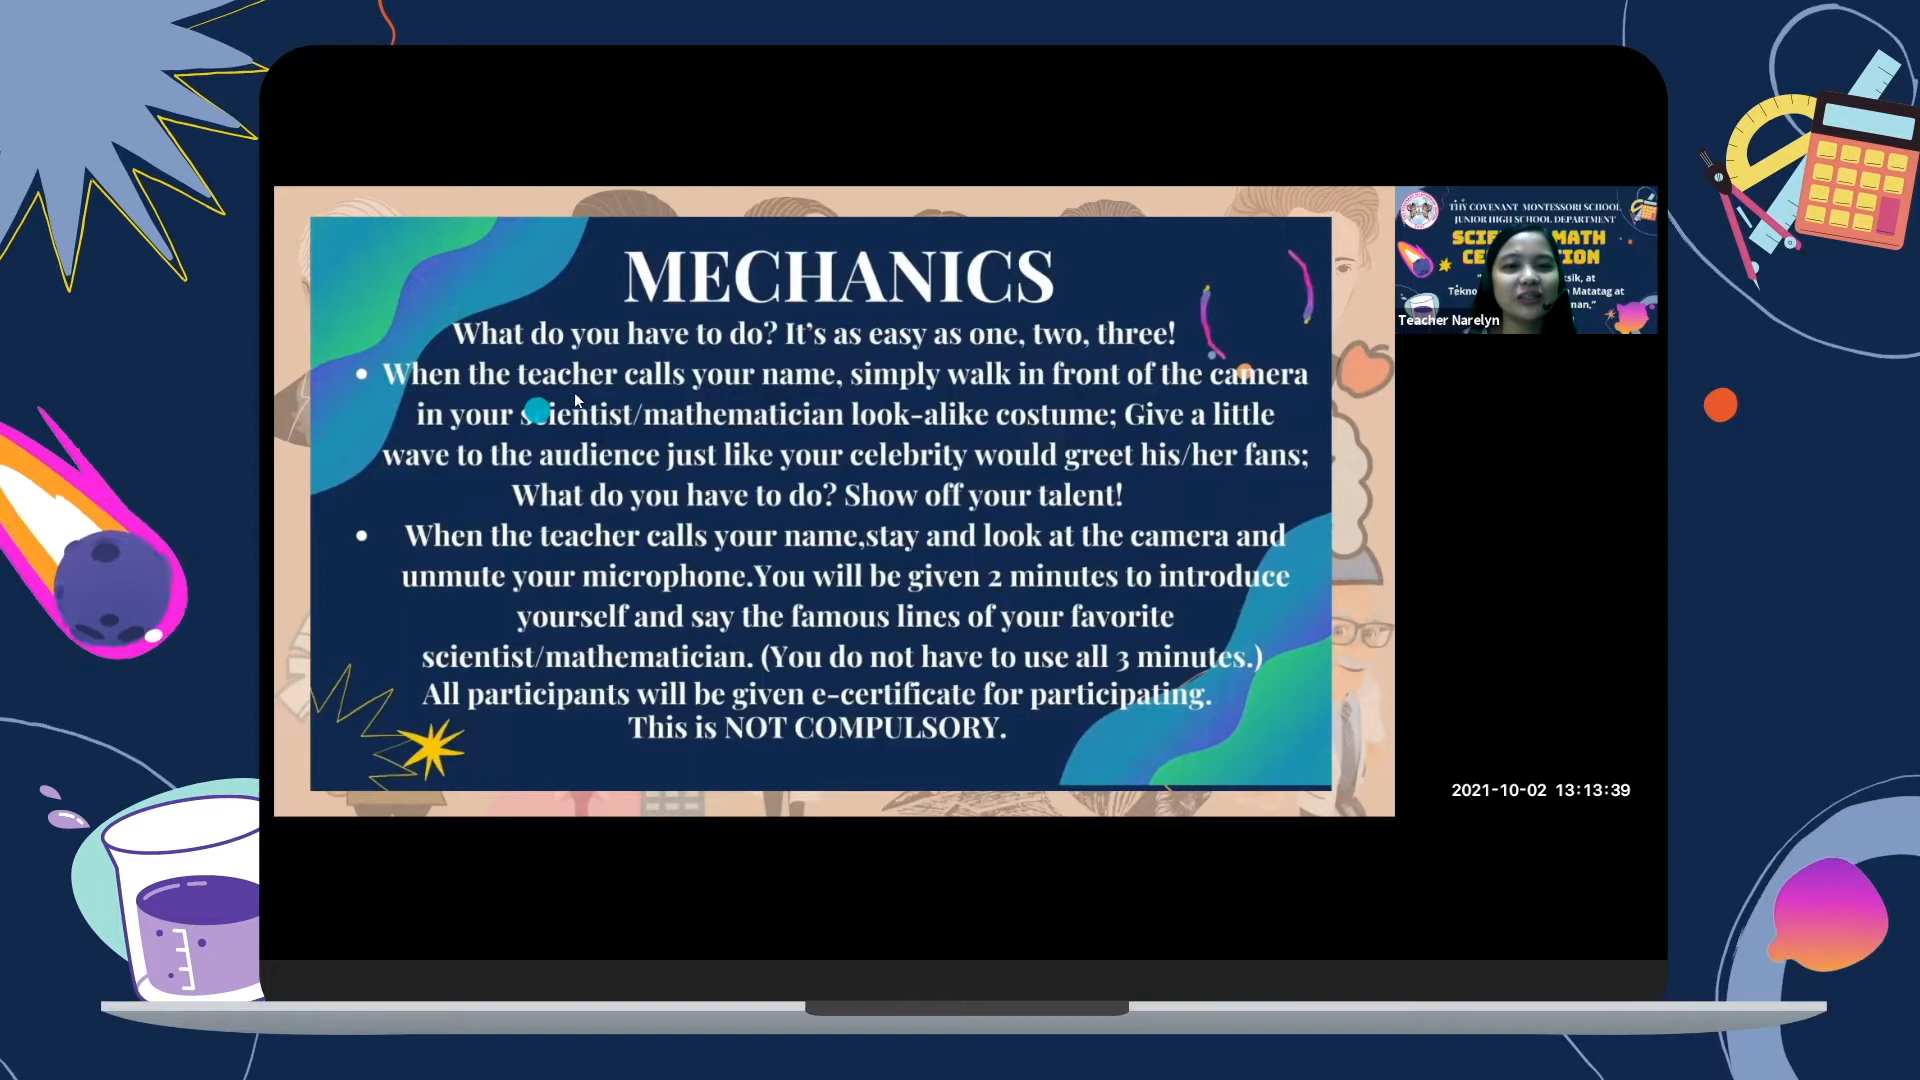 MECHANICS
What do you have to do? It's as easy as one, two, three!
• When the teacher calls your name, simply walk in front of the camera
in your scientist/mathematician look-alike costume; Give a little
wave to the audience just like your celebrity would greet his/her fans;
What do you have to do? Show off your talent!
• When the teacher calls your name,stay and look at the camera and
unmute your microphone.You will be given 2 minutes to introduce
yourself and say the famous lines of your favorite
scientist/mathematician. (You do not have to use all 3 minutes.)
All participants will be given e-certificate for participating.
This is NOT COMPULSORY.
THY COVENANT MONTESSORI SCHOOL
JUNIOR HIGH SCHOOL DEPARTMENT
MATH
at
Matatag at
Teacher Narelyn
2021-10-02 13:13:39